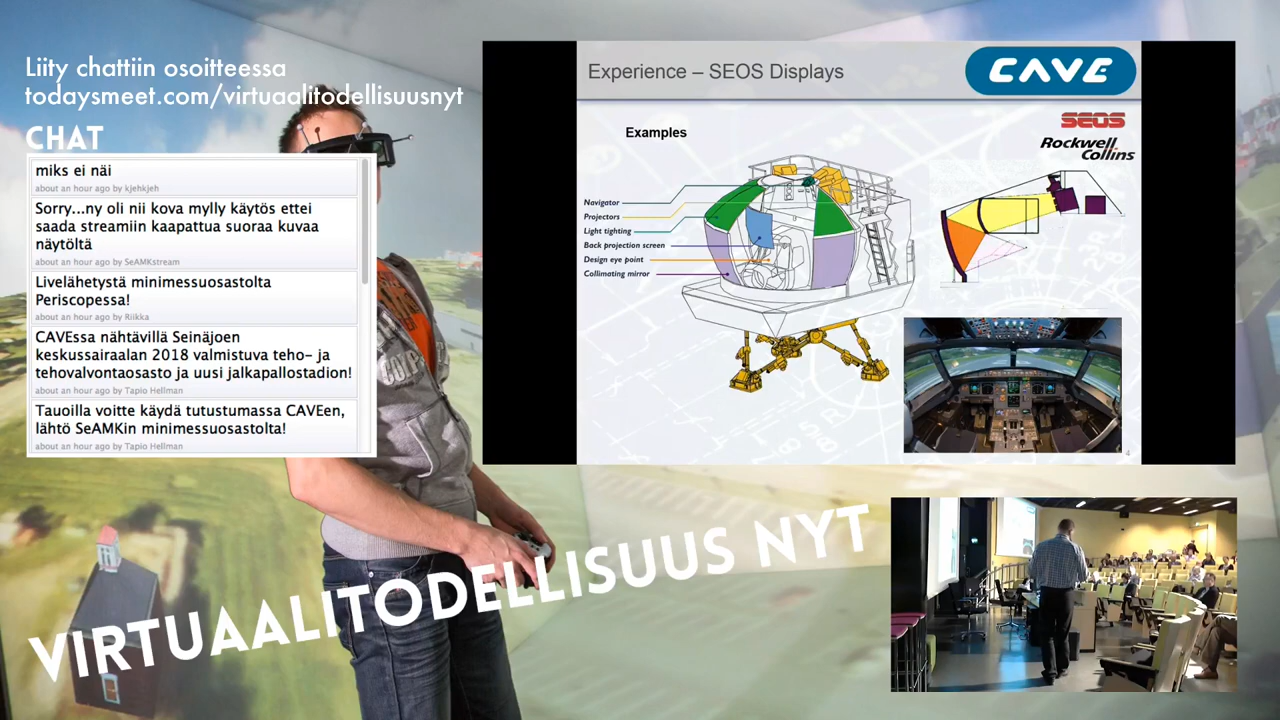 Liity chattiin osoitteessa
todaysmeet.com/virtuaalitodellisuusnyt
CHAT
miks ei näi
about an hour ago by kjehkjeh
Sorry...ny oli nii kova mylly käytös ettei
saada streamiin kaapattua suoraa kuvaa
näytöltä
about an hour ago by SeAMKstream
Livelähetystä minimessuosastolta
Periscopessa!
about an hour ago by Riikka
CAVEssa nähtävillä Seinäjoen
keskussairaalan 2018 valmistuva teho- ja
tehovalvontaosasto ja uusi jalkapallostadion!
about an hour ago by Tapio Hellman
Tauoilla voitte käydä tutustumassa CAVEen,
lähtö SeAMKin minimessuosastolta!
about an hour ago by Tapio Hellman
Experience – SEOS Displays
CAVE
Examples
SEOS
Rockwell
Collins
Navigator
Projectors
Light tighting
Back projection screen
Design eye point
Collimating mirror
4
VIRTUAALITODELLISUUS NYT